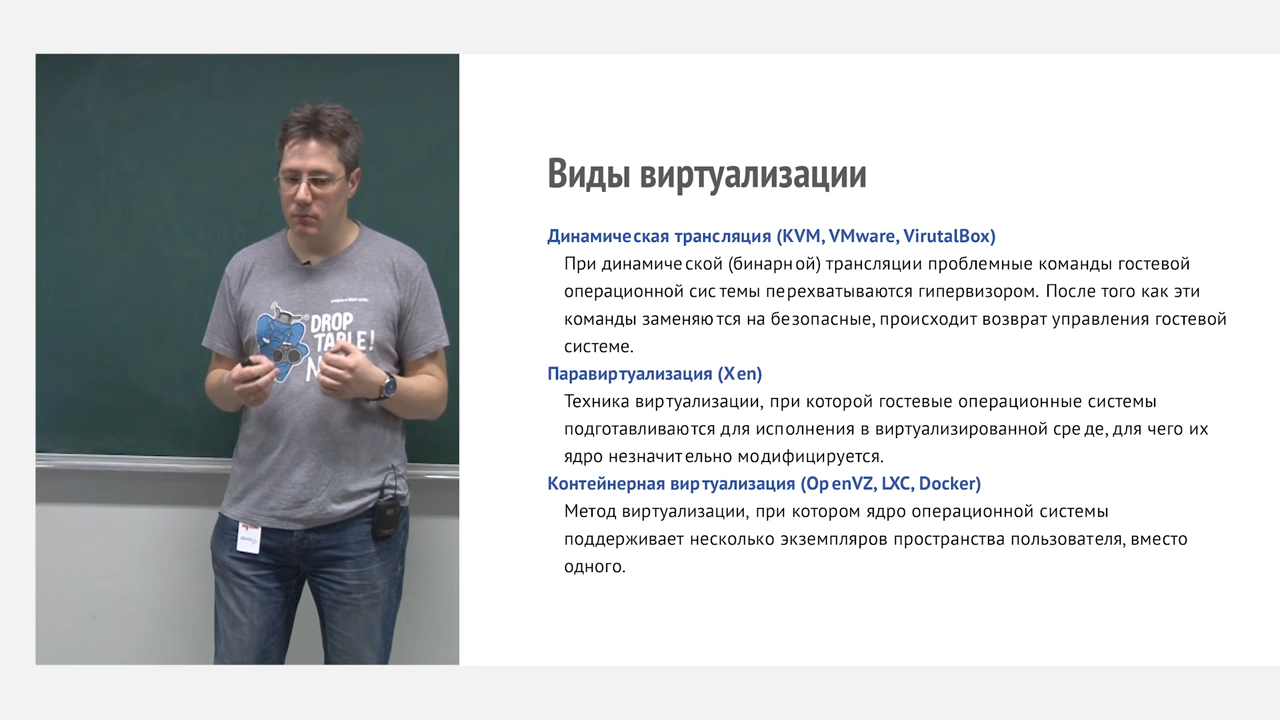 Виды виртуализации
Динамическая трансляция (KVM, VMware, VirutalBox)
При динамической (бинарной) трансляции проблемные команды гостевой
операционной системы перехватываются гипервизором. После того как эти
команды заменяются на безопасные, происходит возврат управления гостевой
системе.
Паравиртуализация (Xen)
Техника виртуализации, при которой гостевые операционные системы
подготавливаются для исполнения в виртуализированной среде, для чего их
ядро незначительно модифицируется.
Контейнерная виртуализация (OpenVZ, LXC, Docker)
Метод виртуализации, при котором ядро операционной системы
поддерживает несколько экземпляров пространства пользователя, вместо
одного.
DROP
TABLE!